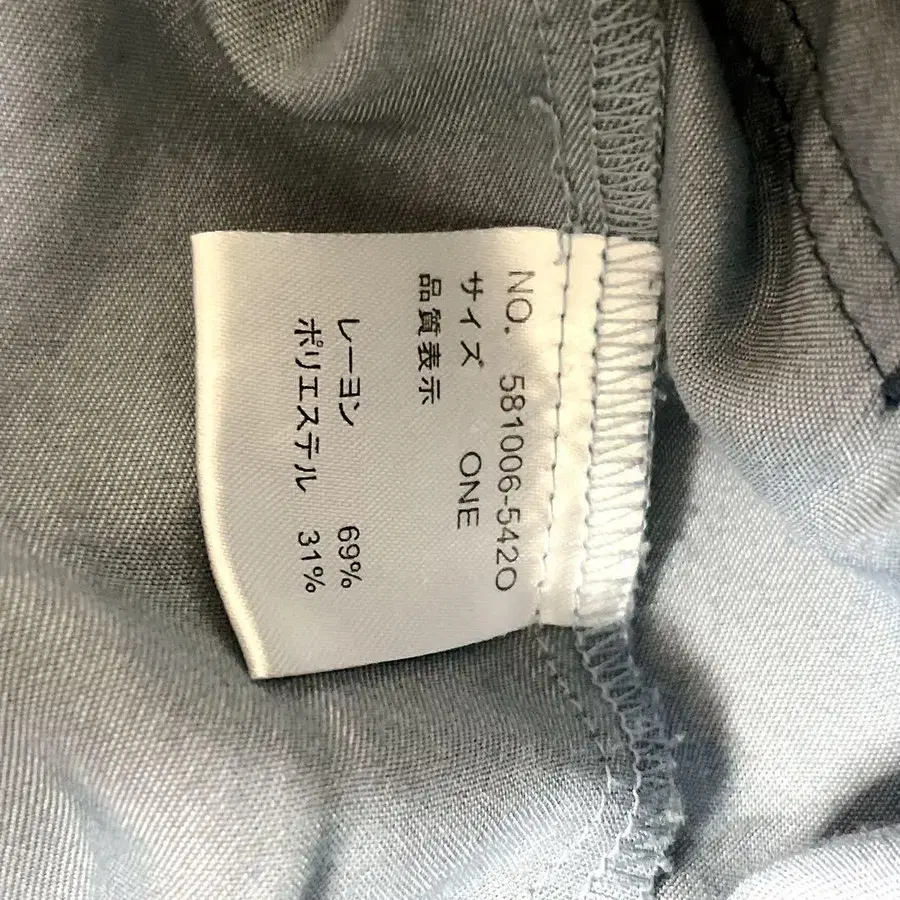 NO. 581006-5420
サイズ ONE
品質表示
レーヨン 69%
ポリエステル 31%